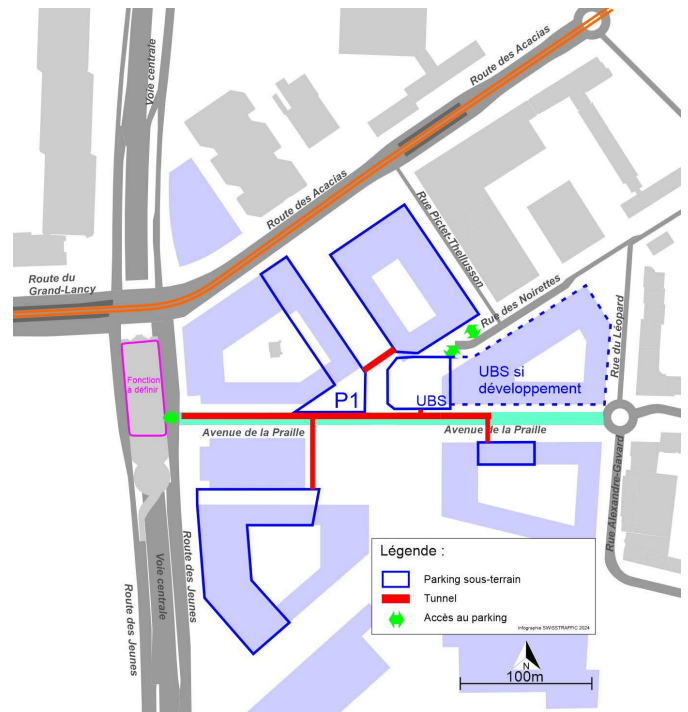 Voie centrale
Route des Acacias
Route des Acacias
Rue Pictet-Thellusson
Route du
Grand-Lancy
Rue des Noirettes
Rue du Léopard
Fonction
à définir
P1
UBS
UBS si
développement
Avenue de la Praille
Avenue de la Praille
Rue Alexandre-Gavard
Route des Jeunes
Voie centrale
Route des Jeunes
Légende :
Parking sous-terrain
Tunnel
Accès au parking
Infographie SWISSTRAFFIC 2024
N
100m